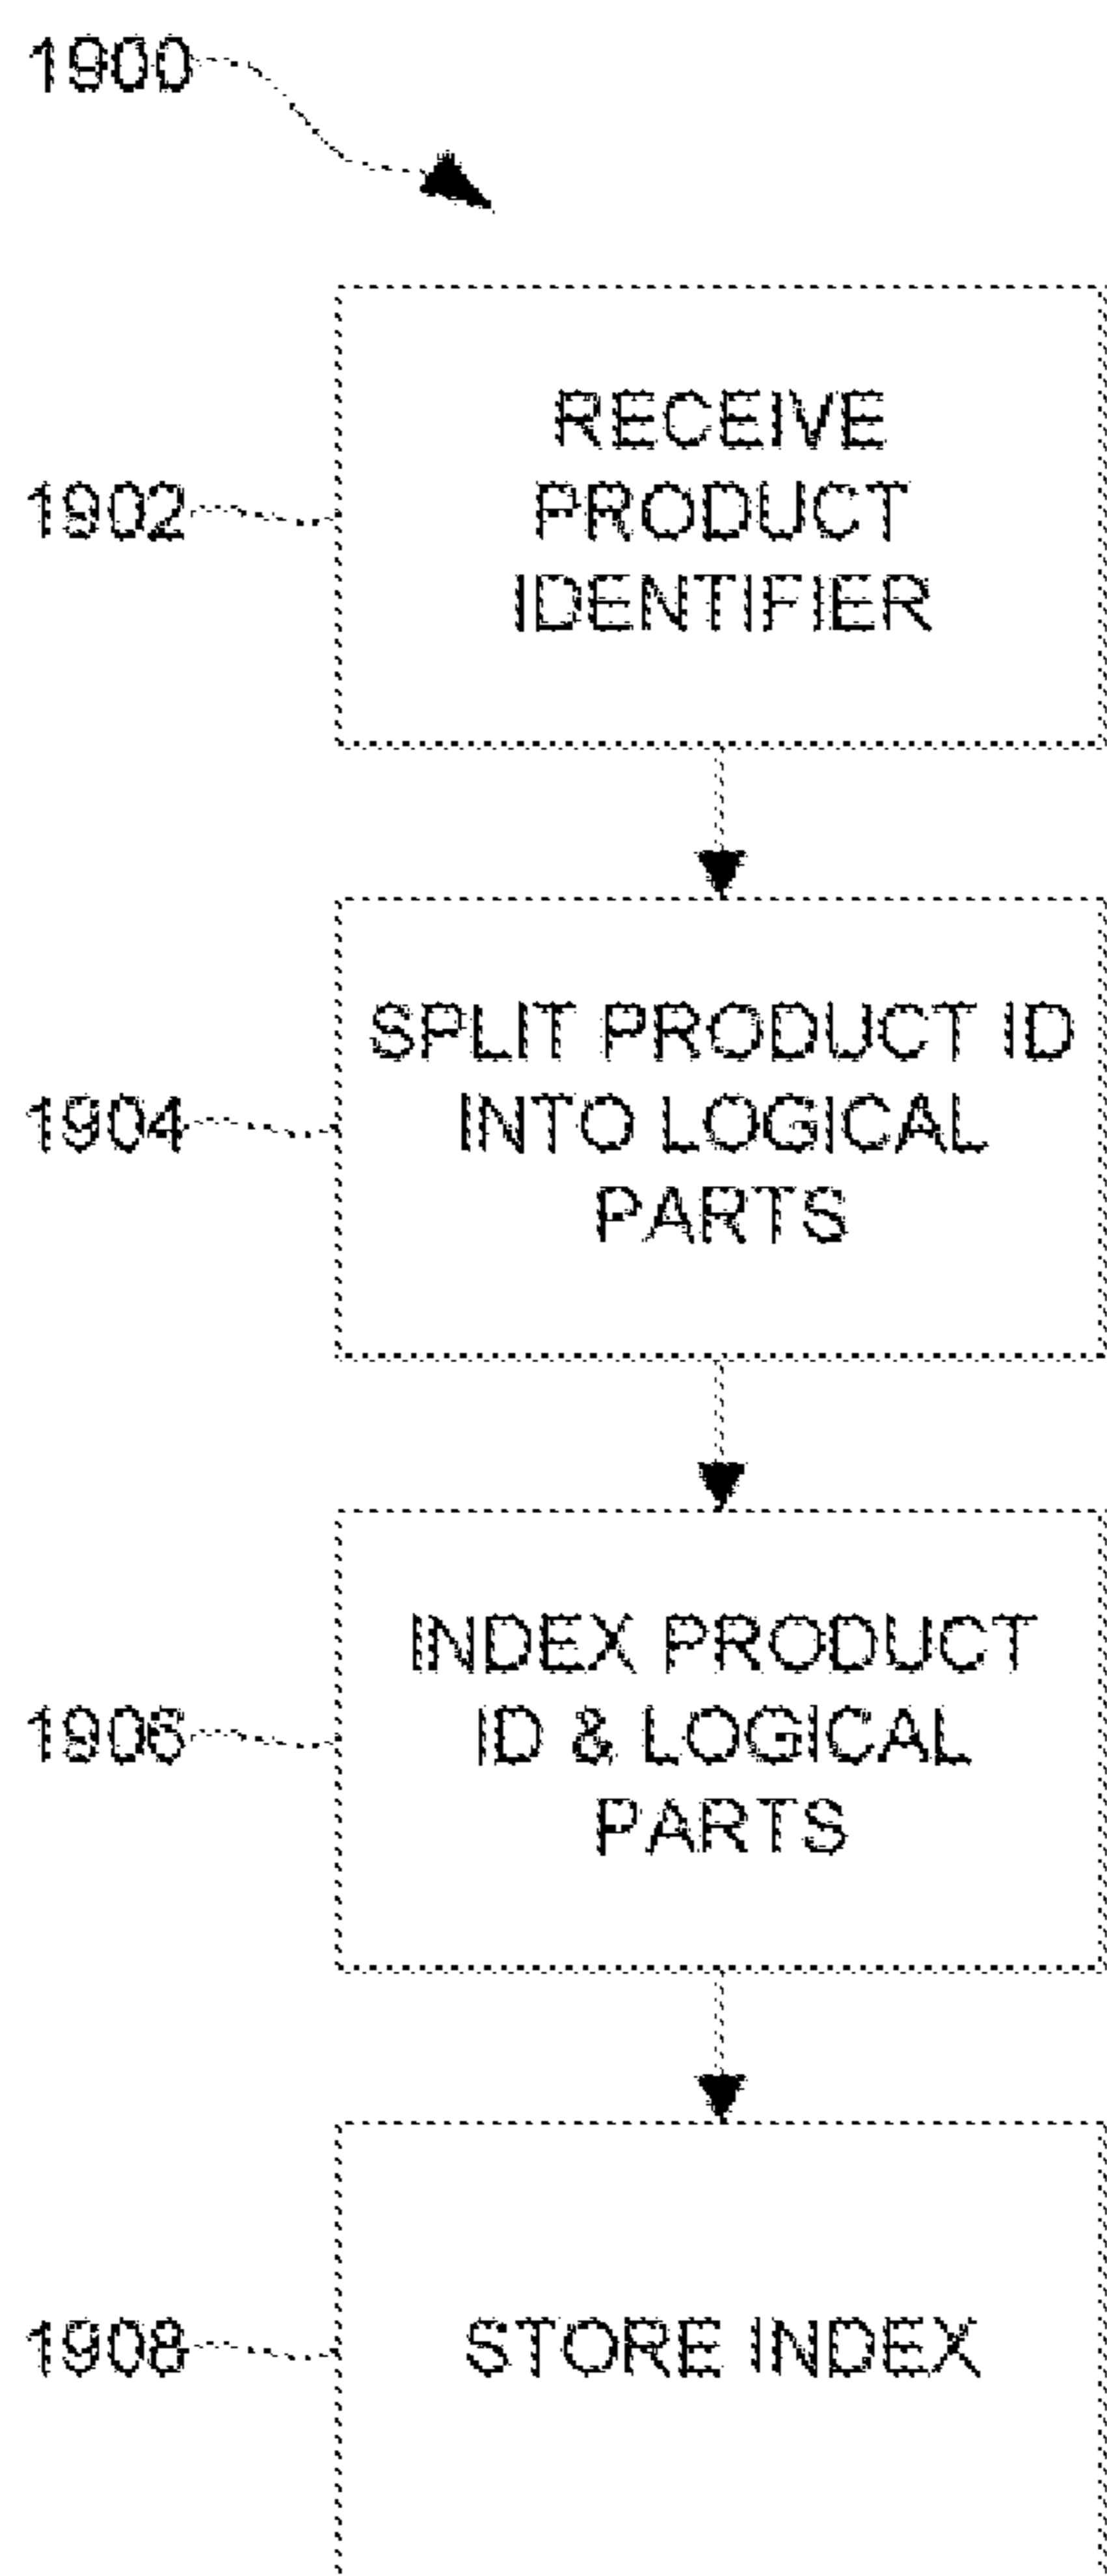 1900
1902
RECEIVE
PRODUCT
IDENTIFIER
1904
SPLIT PRODUCT ID
INTO LOGICAL
PARTS
1906
INDEX PRODUCT
ID & LOGICAL
PARTS
1908
STORE INDEX